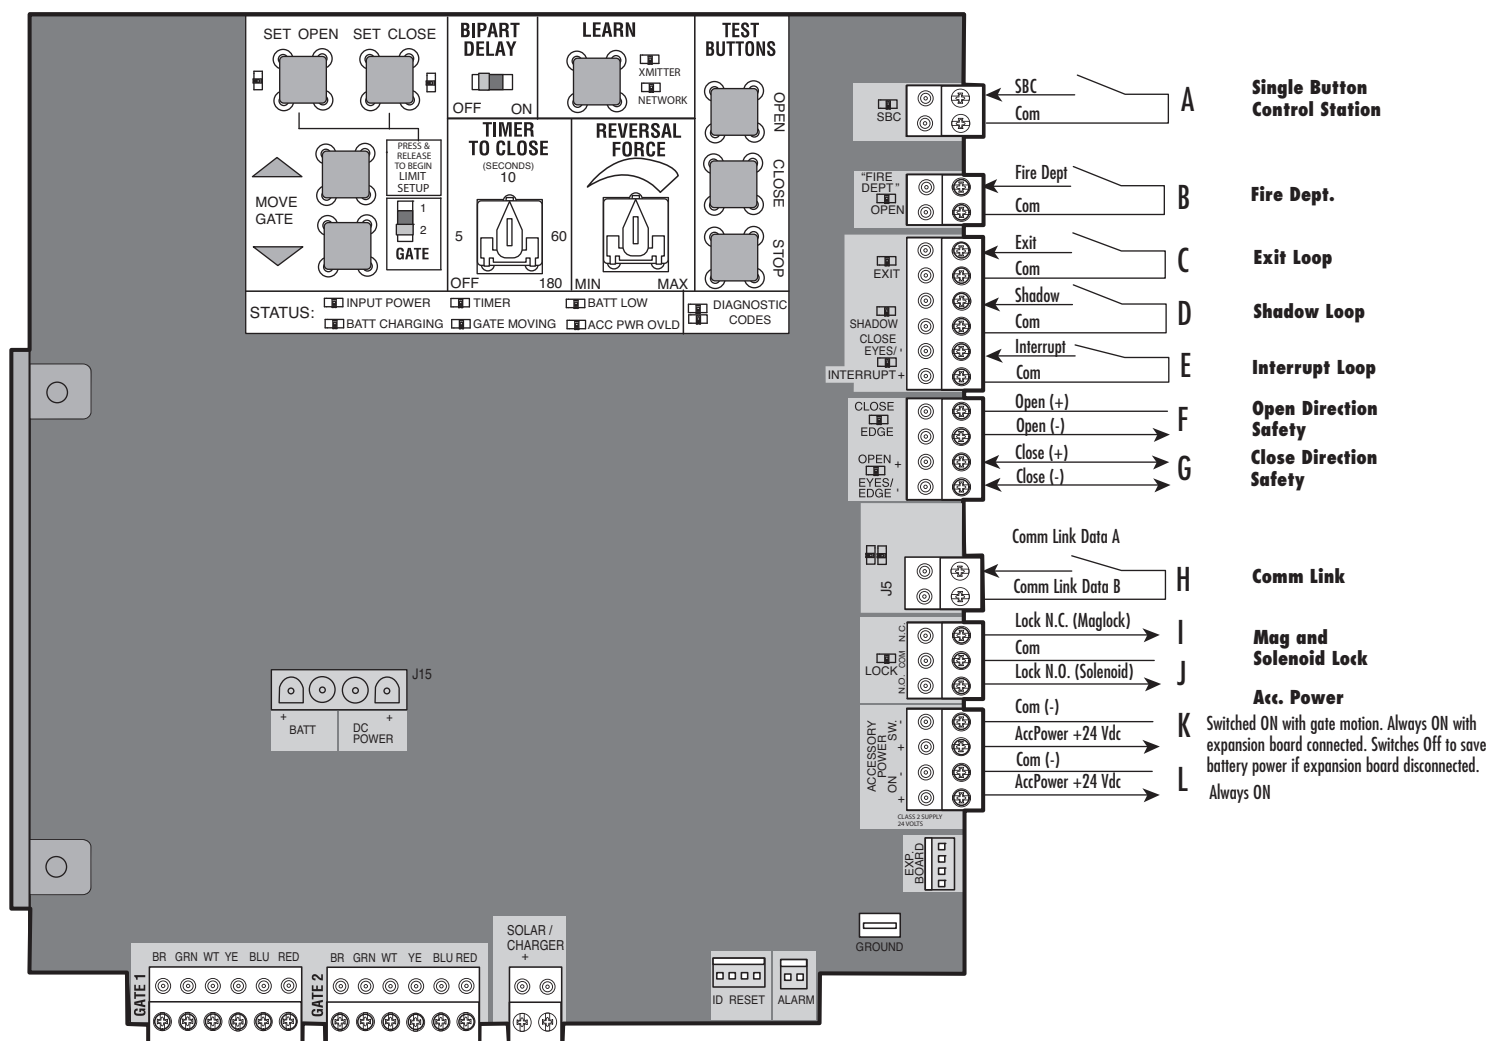 SET OPEN
SET CLOSE
BIPART
DELAY
OFF
ON
LEARN
XMITTER
NETWORK
TEST
BUTTONS
OPEN
CLOSE
STOP
PRESS &
RELEASE
TO BEGIN
LIMIT
SETUP
MOVE
GATE
1
2
GATE
TIMER
TO CLOSE
(SECONDS)
10
5
60
OFF
180
REVERSAL
FORCE
MIN
MAX
STATUS:
INPUT POWER
TIMER
BATT LOW
BATT CHARGING
GATE MOVING
ACC PWR OVLD
DIAGNOSTIC
CODES
SBC
SBC
Com
A
Single Button
Control Station
"FIRE
DEPT"
OPEN
Fire Dept
Com
B
Fire Dept.
EXIT
Exit
Com
C
Exit Loop
SHADOW
Shadow
Com
D
Shadow Loop
CLOSE
EYES/ '
INTERRUPT +
Interrupt
Com
E
Interrupt Loop
CLOSE
EDGE
Open (+)
Open (-)
F
Open Direction
Safety
OPEN +
EYES/
EDGE '
Close (+)
Close (-)
G
Close Direction
Safety
J5
Comm Link Data A
Comm Link Data B
H
Comm Link
LOCK
N.C.
COM
N.O.
Lock N.C. (Maglock)
Com
Lock N.O. (Solenoid)
I
J
Mag and
Solenoid Lock
ACCESSORY
POWER
SW.
-
+
ON
-
+
CLASS 2 SUPPLY
24 VOLTS
Com (-)
AccPower +24 Vdc
Com (-)
AccPower +24 Vdc
Acc. Power
K
Switched ON with gate motion. Always ON with
expansion board connected. Switches Off to save
battery power if expansion board disconnected.
L
Always ON
J15
+
BATT
+
DC
POWER
EXP.
BOARD
GROUND
GATE 1
BR GRN WT YE BLU RED
GATE 2
BR GRN WT YE BLU RED
SOLAR /
CHARGER
+
ID RESET
ALARM